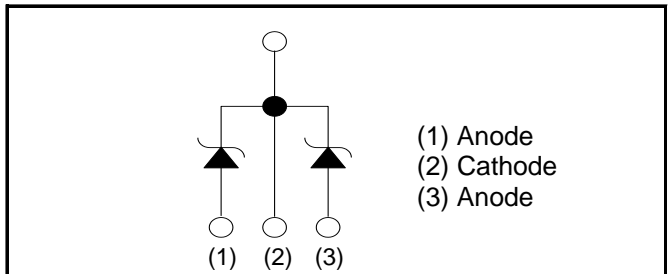 (1) Anode
(2) Cathode
(3) Anode
(1) (2) (3)